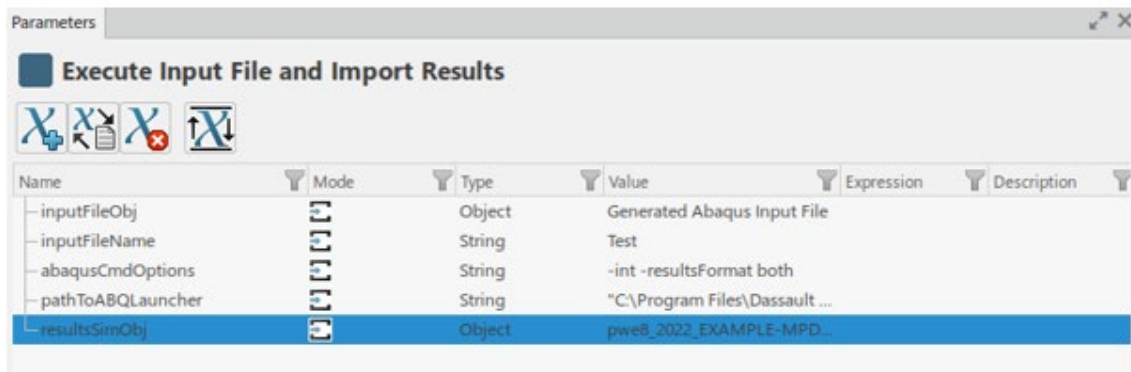 Parameters
Execute Input File and Import Results
Name Mode Type Value Expression Description
inputFileObj Object Generated Abaqus Input File
inputFileName String Test
abaqusCmdOptions String -int -resultsFormat both
pathToABQLauncher String "C:\Program Files\Dassault ...
resultsSimObj Object pwe8_2022_EXAMPLE-MPD...